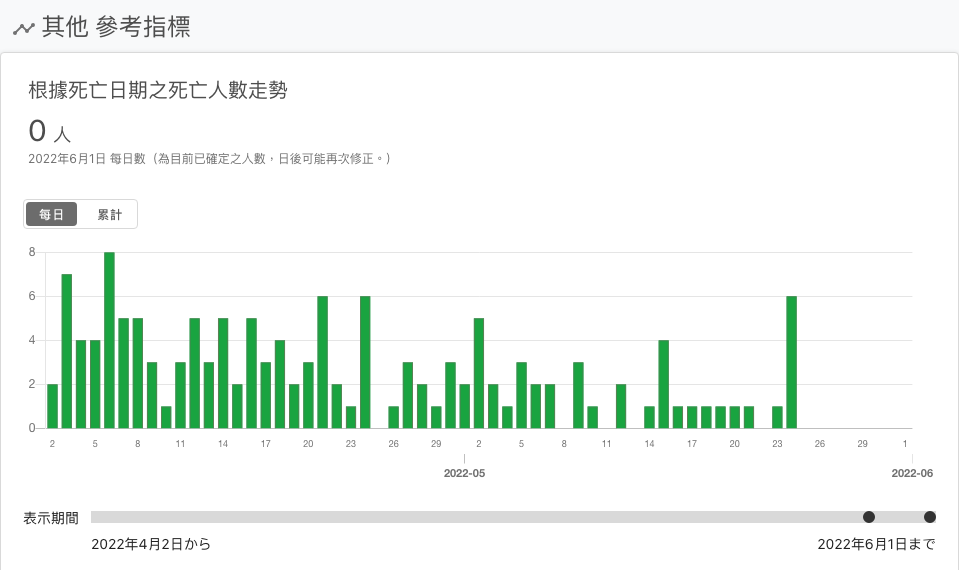 其他 參考指標
根據死亡日期之死亡人數走勢
0 人
2022年6月1日 每日數（為目前已確定之人數，日後可能再次修正。）
每日 累計
8
6
4
2
0
2 5 8 11 14 17 20 23 26 29 2 5 8 11 14 17 20 23 26 29 1
2022-05 2022-06
表示期間
2022年4月2日から 2022年6月1日まで